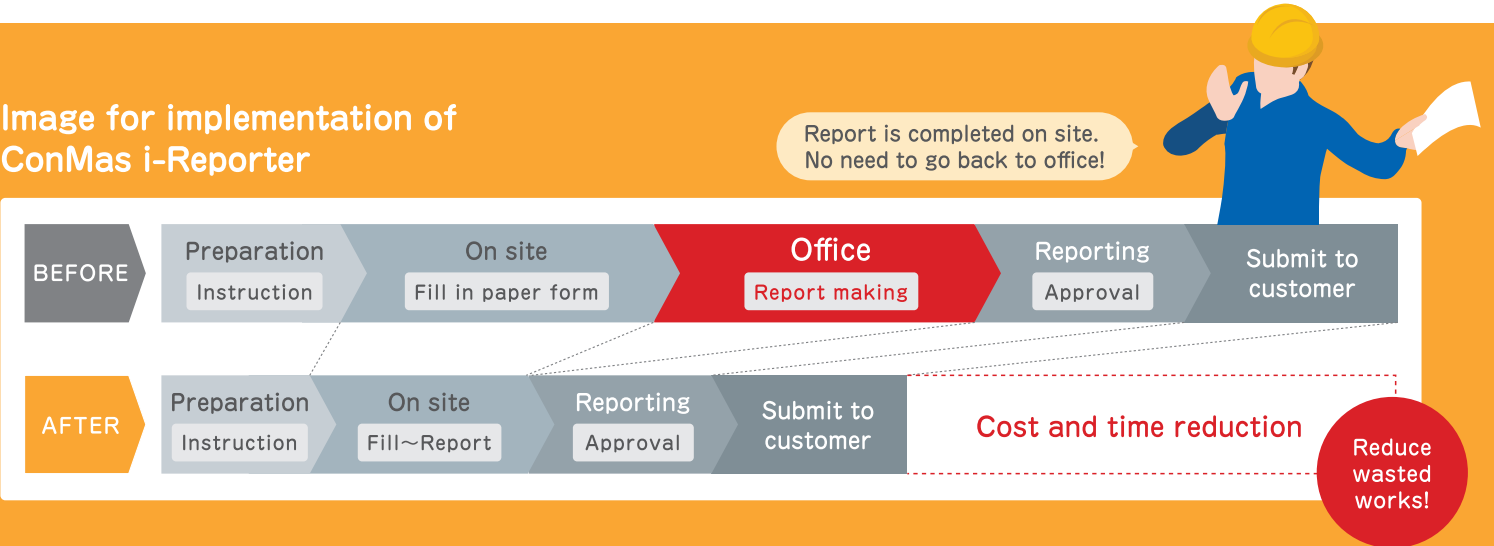 Image for implementation of
ConMas i-Reporter
Report is completed on site.
No need to go back to office!
BEFORE
Preparation
Instruction
On site
Fill in paper form
Office
Report making
Reporting
Approval
Submit to
customer
AFTER
Preparation
Instruction
On site
Fill～Report
Reporting
Approval
Submit to
customer
Cost and time reduction
Reduce
wasted
works!